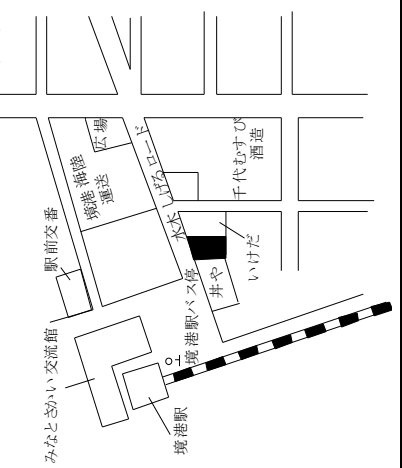 広場
境港海陸
運送
水木しげるロード
千代むすび
酒造
駅前交番
いけだ
丼や
境港駅バス停
みなとさかい交流館
境港駅